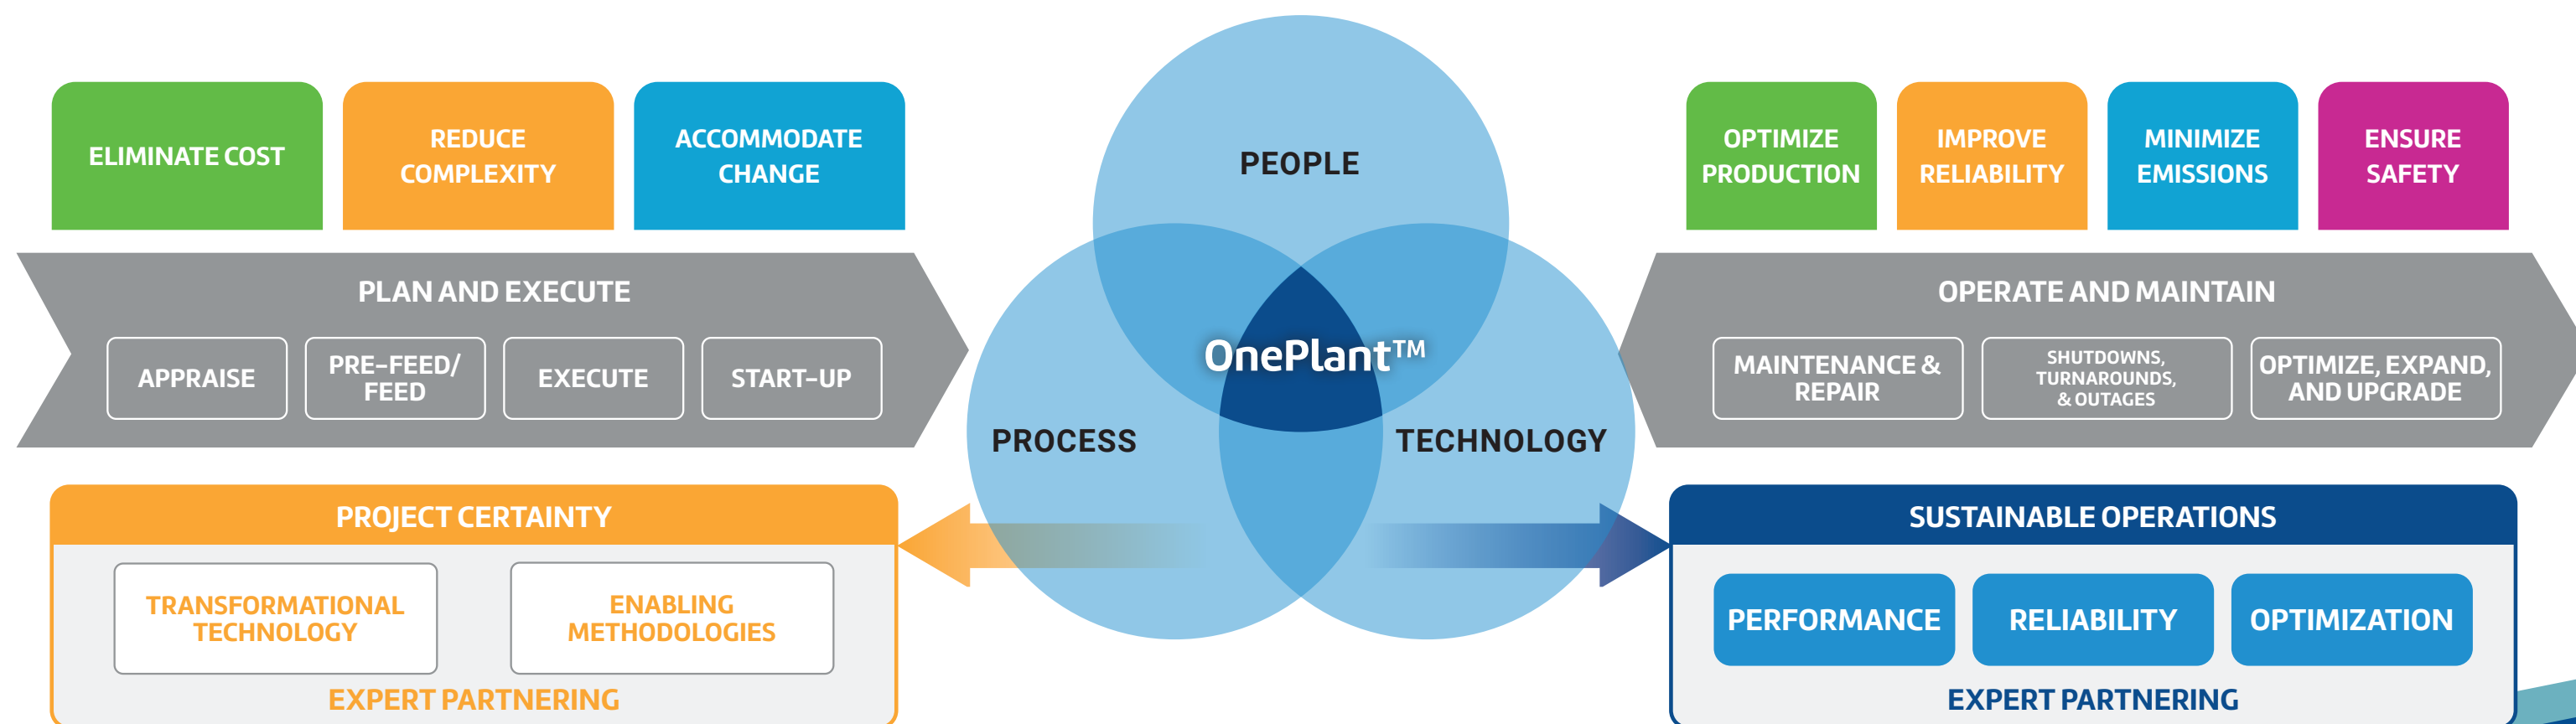 ELIMINATE COST
REDUCE
COMPLEXITY
ACCOMMODATE
CHANGE
PLAN AND EXECUTE
APPRAISE
PRE-FEED/
FEED
EXECUTE
START-UP
PROJECT CERTAINTY
TRANSFORMATIONAL
TECHNOLOGY
ENABLING
METHODOLOGIES
EXPERT PARTNERING
PEOPLE
OnePlant™
PROCESS
TECHNOLOGY
OPTIMIZE
PRODUCTION
IMPROVE
RELIABILITY
MINIMIZE
EMISSIONS
ENSURE
SAFETY
OPERATE AND MAINTAIN
MAINTENANCE &
REPAIR
SHUTDOWNS,
TURNAROUNDS,
& OUTAGES
OPTIMIZE, EXPAND,
AND UPGRADE
SUSTAINABLE OPERATIONS
PERFORMANCE
RELIABILITY
OPTIMIZATION
EXPERT PARTNERING